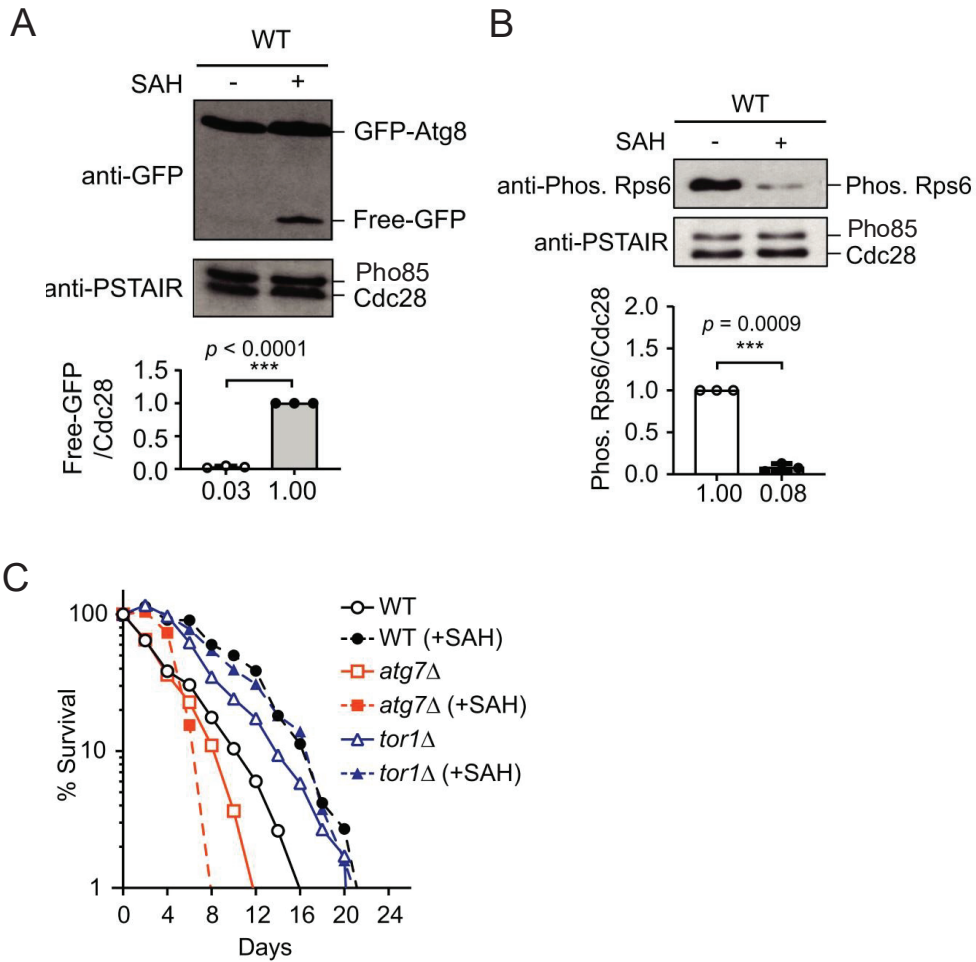 A
WT
SAH - +
anti-GFP
GFP-Atg8
Free-GFP
anti-PSTAIR
Pho85
Cdc28
p < 0.0001
***
Free-GFP
/Cdc28
1.5
1.0
0.5
0.0
0.03 1.00
B
WT
SAH - +
anti-Phos. Rps6
Phos. Rps6
anti-PSTAIR
Pho85
Cdc28
Phos. Rps6/Cdc28
2.0
1.5
1.0
0.5
0.0
p = 0.0009
***
1.00 0.08
C
% Survival
100
10
1
0 4 8 12 16 20 24
Days
WT
WT (+SAH)
atg7Δ
atg7Δ (+SAH)
tor1Δ
tor1Δ (+SAH)